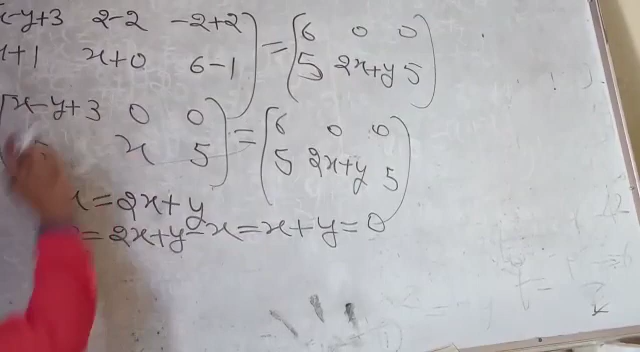 x-y+3 2-2 -2+2 = 6 0 0
x+1 x+0 6-1 5 2x+y 5
x-y+3 0 0 = 6 0 0
x 5 5 2x+y 5
x = 2x+y
= 2x+y-x = x+y = 0